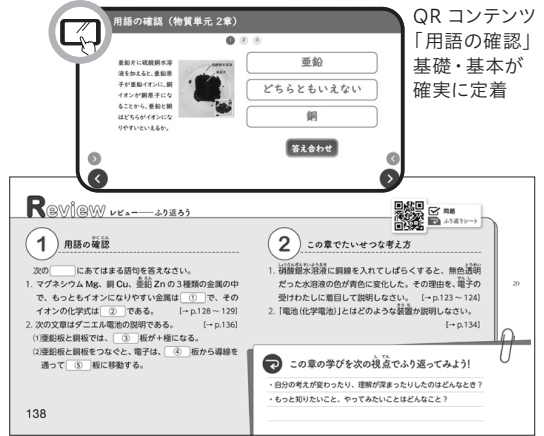 QR コンテンツ
「用語の確認」
基礎・基本が
確実に定着
用語の確認（物質単元 2章）
1 2 3
亜鉛片に硫酸銅水溶
液を加えると、亜鉛原
子が亜鉛イオンに、銅
イオンが銅原子にな
ることから、亜鉛と銅
はどちらがイオンにな
りやすいといえるか。
亜鉛
どちらともいえない
銅
答え合わせ
Review レビュー——ふり返ろう
問題
ふり返りシート
1 用語の確認
かくにん
次の　　にあてはまる語句を答えなさい。
1. マグネシウム Mg、銅 Cu、亜鉛 Zn の3種類の金属の中
で、もっともイオンになりやすい金属は ① で、その
イオンの化学式は ② である。 [→p.128～129]
2. 次の文章はダニエル電池の説明である。 [→p.136]
(1)亜鉛板と銅板では、 ③ 板が＋極になる。
(2)亜鉛板と銅板をつなぐと、電子は、 ④ 板から導線を
通って ⑤ 板に移動する。
138
2 この章でたいせつな考え方
1. 硝酸銀水溶液に銅線を入れてしばらくすると、無色透明
だった水溶液の色が青色に変化した。その理由を、電子の
受けわたしに着目して説明しなさい。 [→p.123～124]
2. 「電池（化学電池）」とはどのような装置か説明しなさい。
[→p.134]
20
この章の学びを次の視点でふり返ってみよう!
・自分の考えが変わったり、理解が深まったりしたのはどんなとき？
・もっと知りたいこと、やってみたいことはどんなこと？